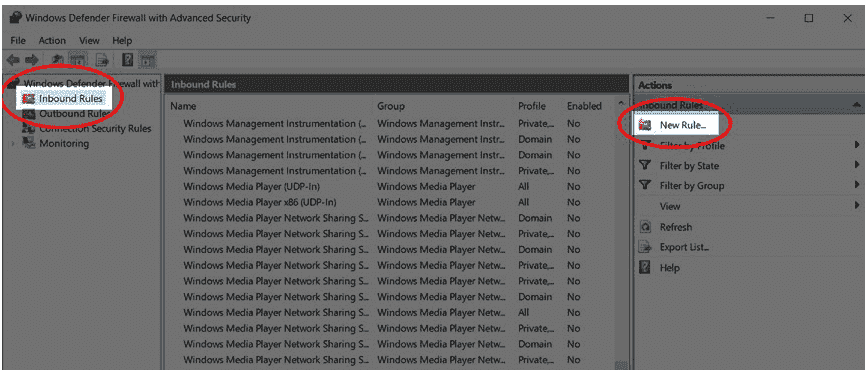 Windows Defender Firewall with Advanced Security
File Action View Help
Windows Defender Firewall with
Inbound Rules
Outbound Rules
Connection Security Rules
Monitoring
Inbound Rules
Name Group Profile Enabled
Windows Management Instrumentation (... Windows Management Instr... Private,... No
Windows Management Instrumentation (... Windows Management Instr... Domain No
Windows Management Instrumentation (... Windows Management Instr... Domain No
Windows Management Instrumentation (... Windows Management Instr... Private,... No
Windows Media Player (UDP-In) Windows Media Player All No
Windows Media Player x86 (UDP-In) Windows Media Player All No
Windows Media Player Network Sharing S... Windows Media Player Netw... Domain No
Windows Media Player Network Sharing S... Windows Media Player Netw... Private,... No
Windows Media Player Network Sharing S... Windows Media Player Netw... Domain No
Windows Media Player Network Sharing S... Windows Media Player Netw... Private,... No
Windows Media Player Network Sharing S... Windows Media Player Netw... Private,... No
Windows Media Player Network Sharing S... Windows Media Player Netw... Domain No
Windows Media Player Network Sharing S... Windows Media Player Netw... All No
Windows Media Player Network Sharing S... Windows Media Player Netw... Private,... No
Windows Media Player Network Sharing S... Windows Media Player Netw... Domain No
Windows Media Player Network Sharing S... Windows Media Player Netw... Private,... No
Actions
Inbound Rules
New Rule...
Filter by Profile
Filter by State
Filter by Group
View
Refresh
Export List...
Help